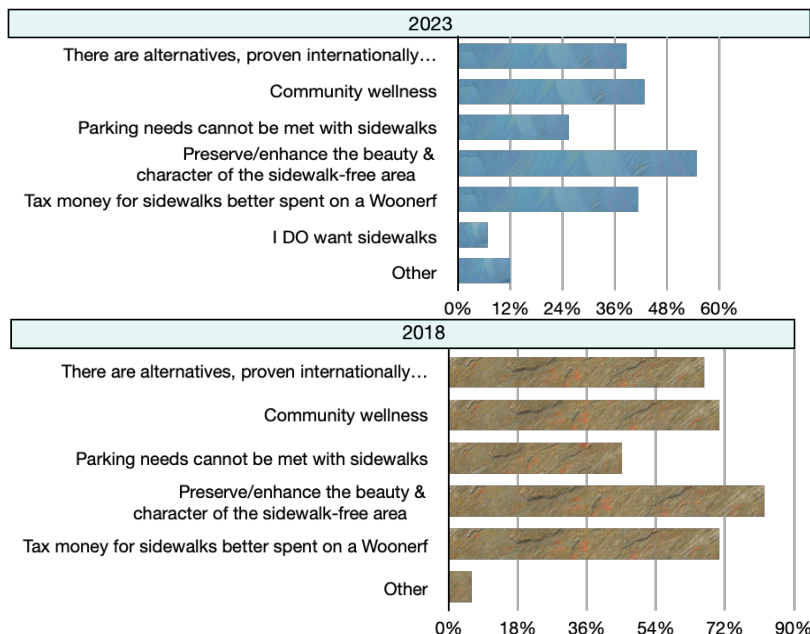 2023
There are alternatives, proven internationally…
Community wellness
Parking needs cannot be met with sidewalks
Preserve/enhance the beauty &
character of the sidewalk-free area
Tax money for sidewalks better spent on a Woonerf
I DO want sidewalks
Other
0% 12% 24% 36% 48% 60%
2018
There are alternatives, proven internationally…
Community wellness
Parking needs cannot be met with sidewalks
Preserve/enhance the beauty &
character of the sidewalk-free area
Tax money for sidewalks better spent on a Woonerf
Other
0% 18% 36% 54% 72% 90%